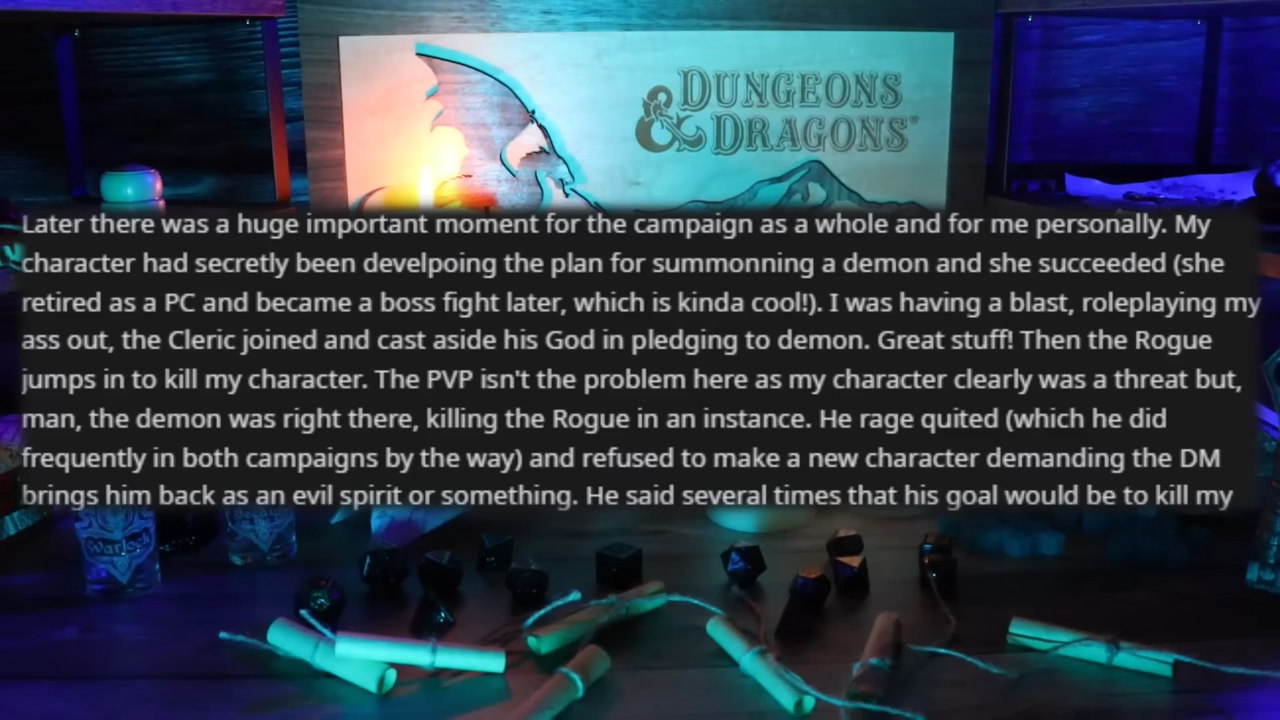 DUNGEONS
& DRAGONS®
Later there was a huge important moment for the campaign as a whole and for me personally. My
character had secretly been develpoing the plan for summonning a demon and she succeeded (she
retired as a PC and became a boss fight later, which is kinda cool!). I was having a blast, roleplaying my
ass out, the Cleric joined and cast aside his God in pledging to demon. Great stuff! Then the Rogue
jumps in to kill my character. The PVP isn't the problem here as my character clearly was a threat but,
man, the demon was right there, killing the Rogue in an instance. He rage quited (which he did
frequently in both campaigns by the way) and refused to make a new character demanding the DM
brings him back as an evil spirit or something. He said several times that his goal would be to kill my
Warlock